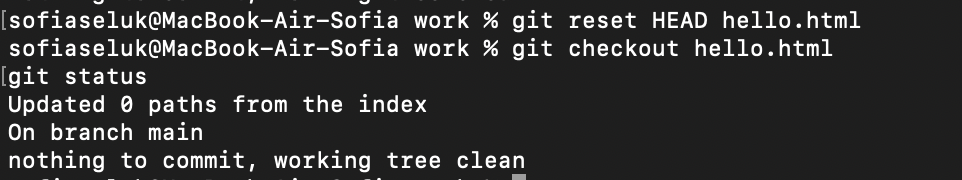 [sofiaseluk@MacBook-Air-Sofia work % git reset HEAD hello.html
sofiaseluk@MacBook-Air-Sofia work % git checkout hello.html
[git status
Updated 0 paths from the index
On branch main
nothing to commit, working tree clean